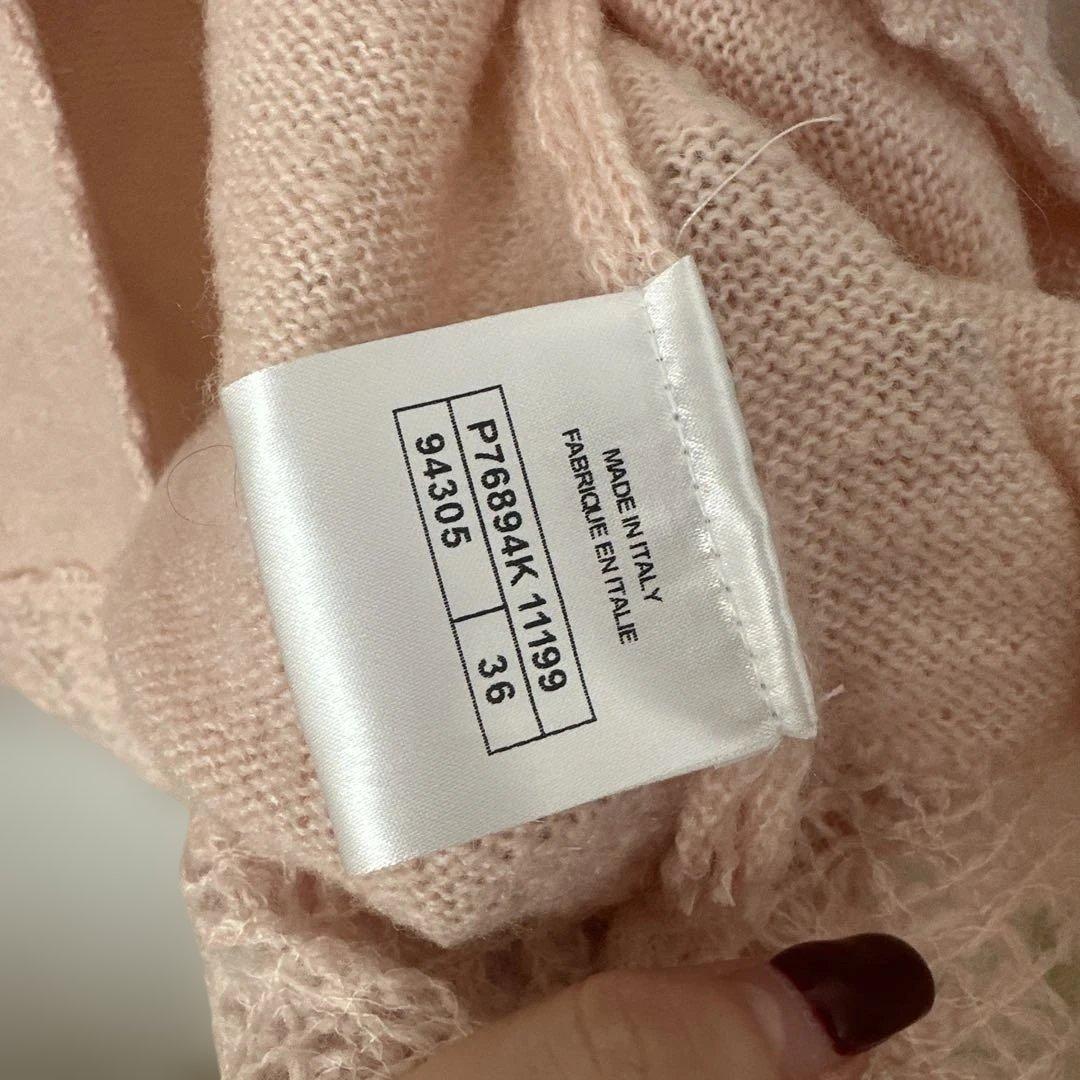 MADE IN ITALY
FABRIQUE EN ITALIE
P76894K 11199
94305 36